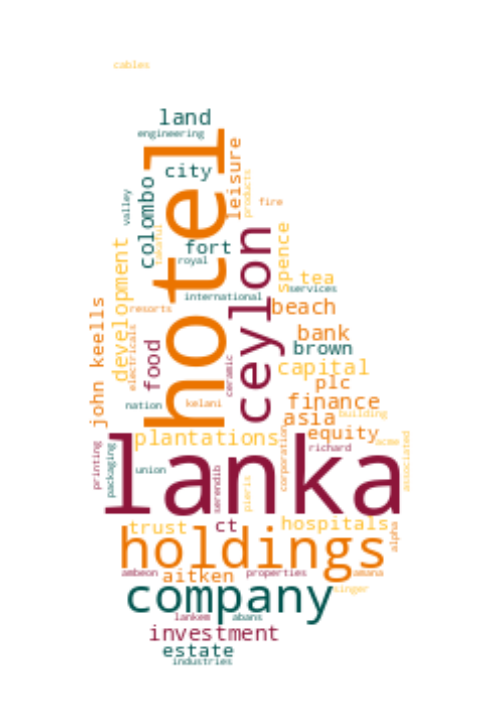 cables
land
engineering
hotel
leisure
city
products
colombo
valley
takaful
fire
fort
royal
ceylon
spence
development
tea
services
international
beach
resorts
john keells
electricals
food
bank
brown
ceramic
capital
plc
nation
kelani
finance
asia
building
plantations
equity
acme
richard
corporation
associated
lanka
printing
packaging
union
serendib
pieris
trust
ct
hospitals
alpha
holdings
ambeon
aitken
properties
amana
company
singer
lankem
abans
investment
estate
industries